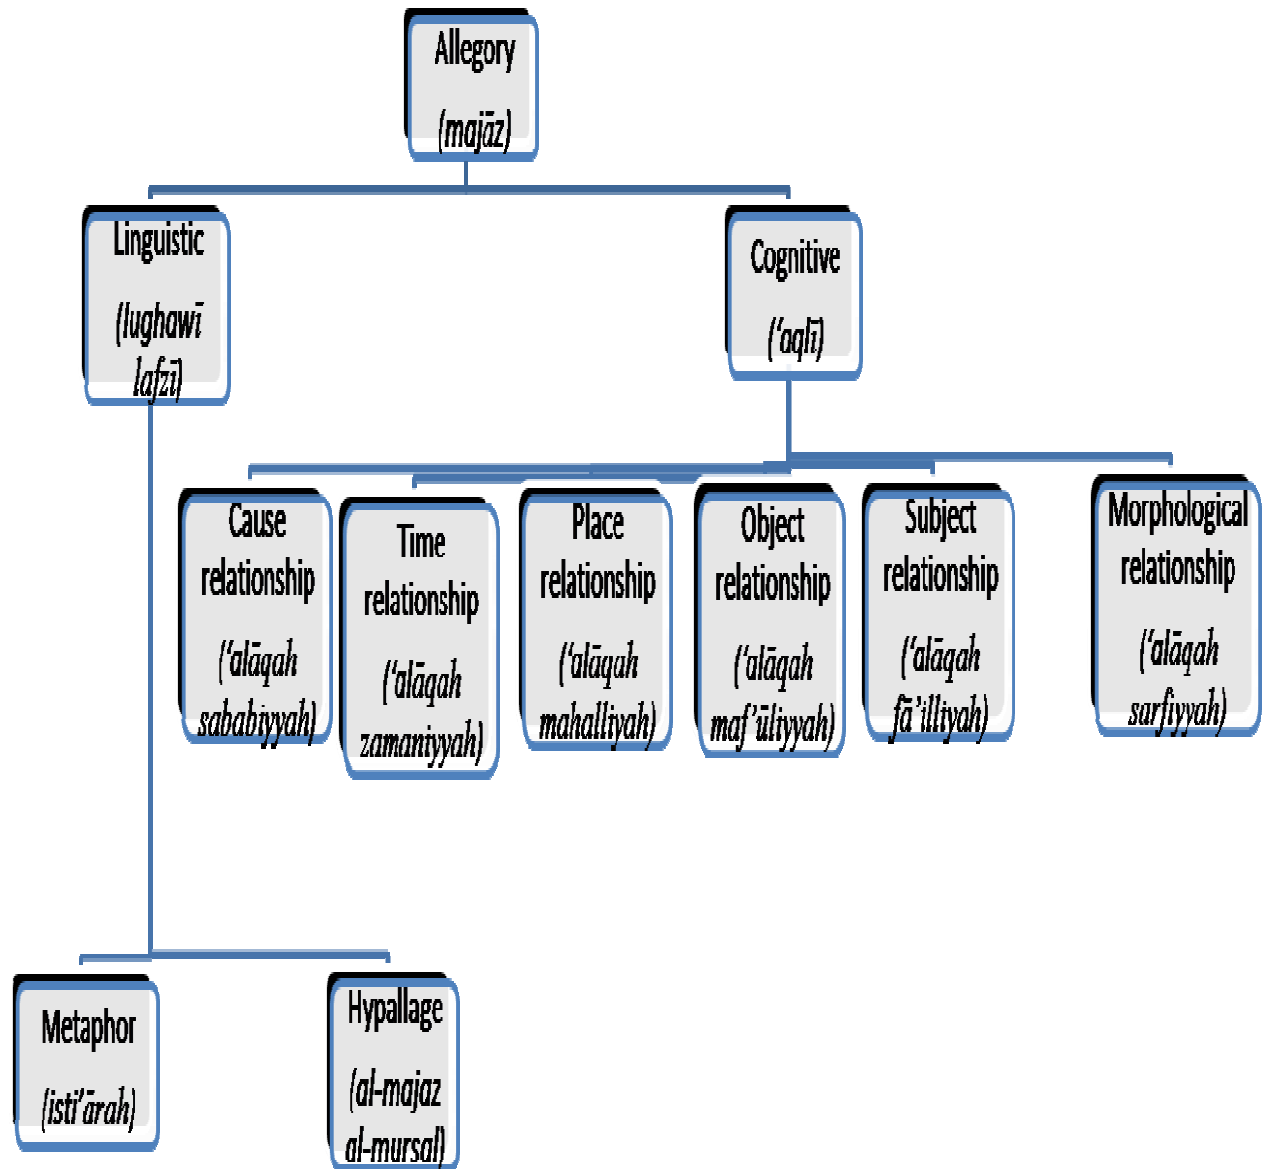 Allegory
(majāz)
Linguistic
(lughawī
lafzī)
Cognitive
(‘aqlī)
Cause
relationship
(‘alāqah
sababiyyah)
Time
relationship
(‘alāqah
zamaniyyah)
Place
relationship
(‘alāqah
mahalliyah)
Object
relationship
(‘alāqah
maf’ūliyyah)
Subject
relationship
(‘alāqah
fā’illiyah)
Morphological
relationship
(‘alāqah
sarfiyyah)
Metaphor
(isti’ārah)
Hypallage
(al-majaz
al-mursal)